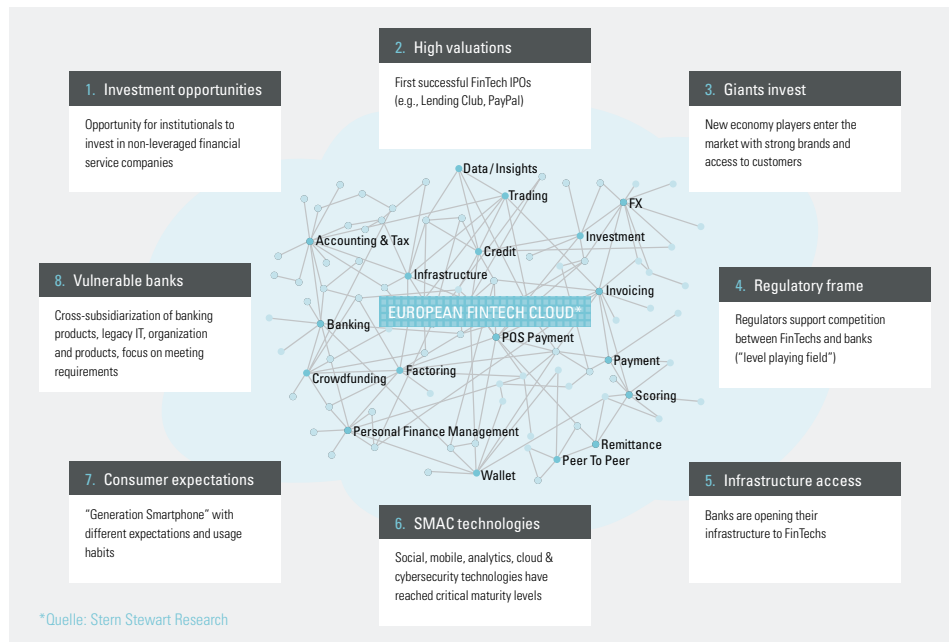 1. Investment opportunities
Opportunity for institutionals to
invest in non-leveraged financial
service companies
2. High valuations
First successful FinTech IPOs
(e.g., Lending Club, PayPal)
3. Giants invest
New economy players enter the
market with strong brands and
access to customers
4. Regulatory frame
Regulators support competition
between FinTechs and banks
(“level playing field”)
5. Infrastructure access
Banks are opening their
infrastructure to FinTechs
6. SMAC technologies
Social, mobile, analytics, cloud &
cybersecurity technologies have
reached critical maturity levels
7. Consumer expectations
“Generation Smartphone” with
different expectations and usage
habits
8. Vulnerable banks
Cross-subsidiarization of banking
products, legacy IT, organization
and products, focus on meeting
requirements
Data/Insights
Trading
FX
Accounting & Tax
Credit
Investment
Infrastructure
Invoicing
EUROPEAN FINTECH CLOUD*
Banking
POS Payment
Payment
Crowdfunding
Factoring
Scoring
Personal Finance Management
Remittance
Peer To Peer
Wallet
*Quelle: Stern Stewart Research